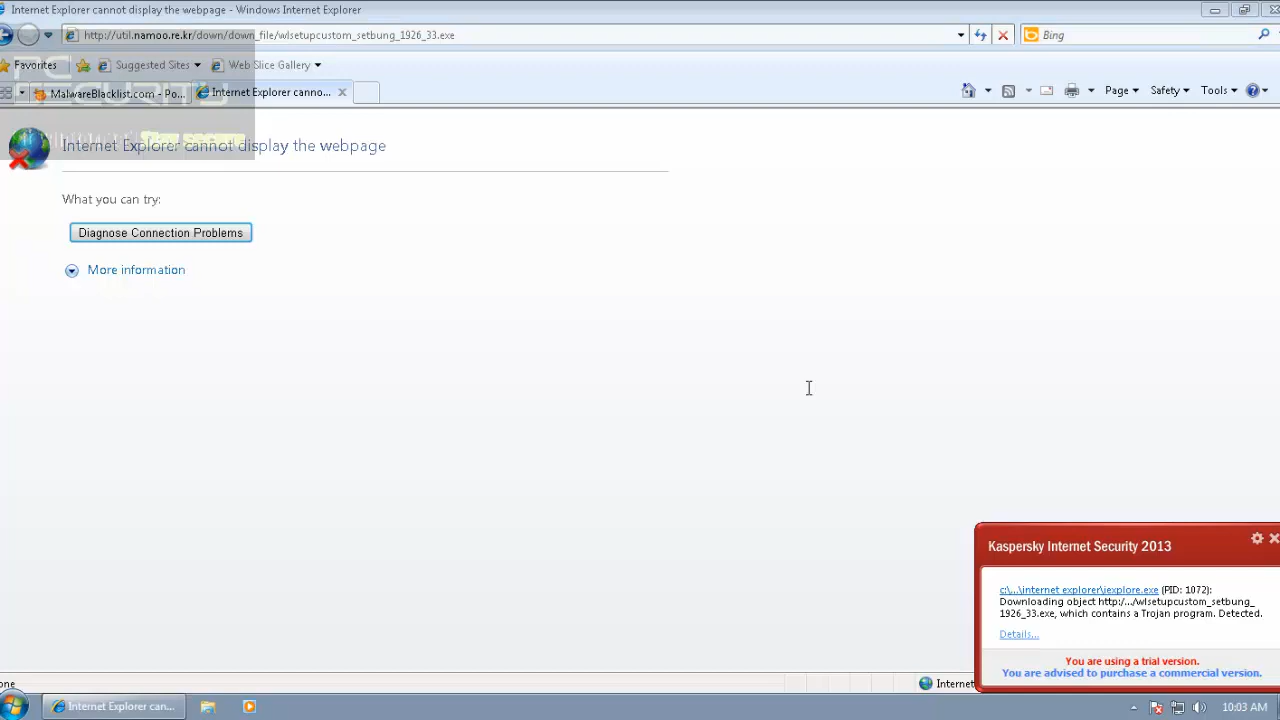 Internet Explorer cannot display the webpage - Windows Internet Explorer
http://util.namoo.re.kr/down/down_file/wlsetupcustom_setbung_1926_33.exe
Bing
Favorites
Suggested Sites
Web Slice Gallery
MalwareBlacklist.com - Po...
Internet Explorer canno...
Page
Safety
Tools
PC
SECURITY
Internet Explorer cannot display the webpage
What you can try:
Diagnose Connection Problems
More information
Kaspersky Internet Security 2013
c:\...\internet explorer\iexplore.exe (PID: 1072):
Downloading object http:/.../wlsetupcustom_setbung_
1926_33.exe, which contains a Trojan program. Detected.
Details...
You are using a trial version.
You are advised to purchase a commercial version.
one
Internet
Internet Explorer can...
10:03 AM